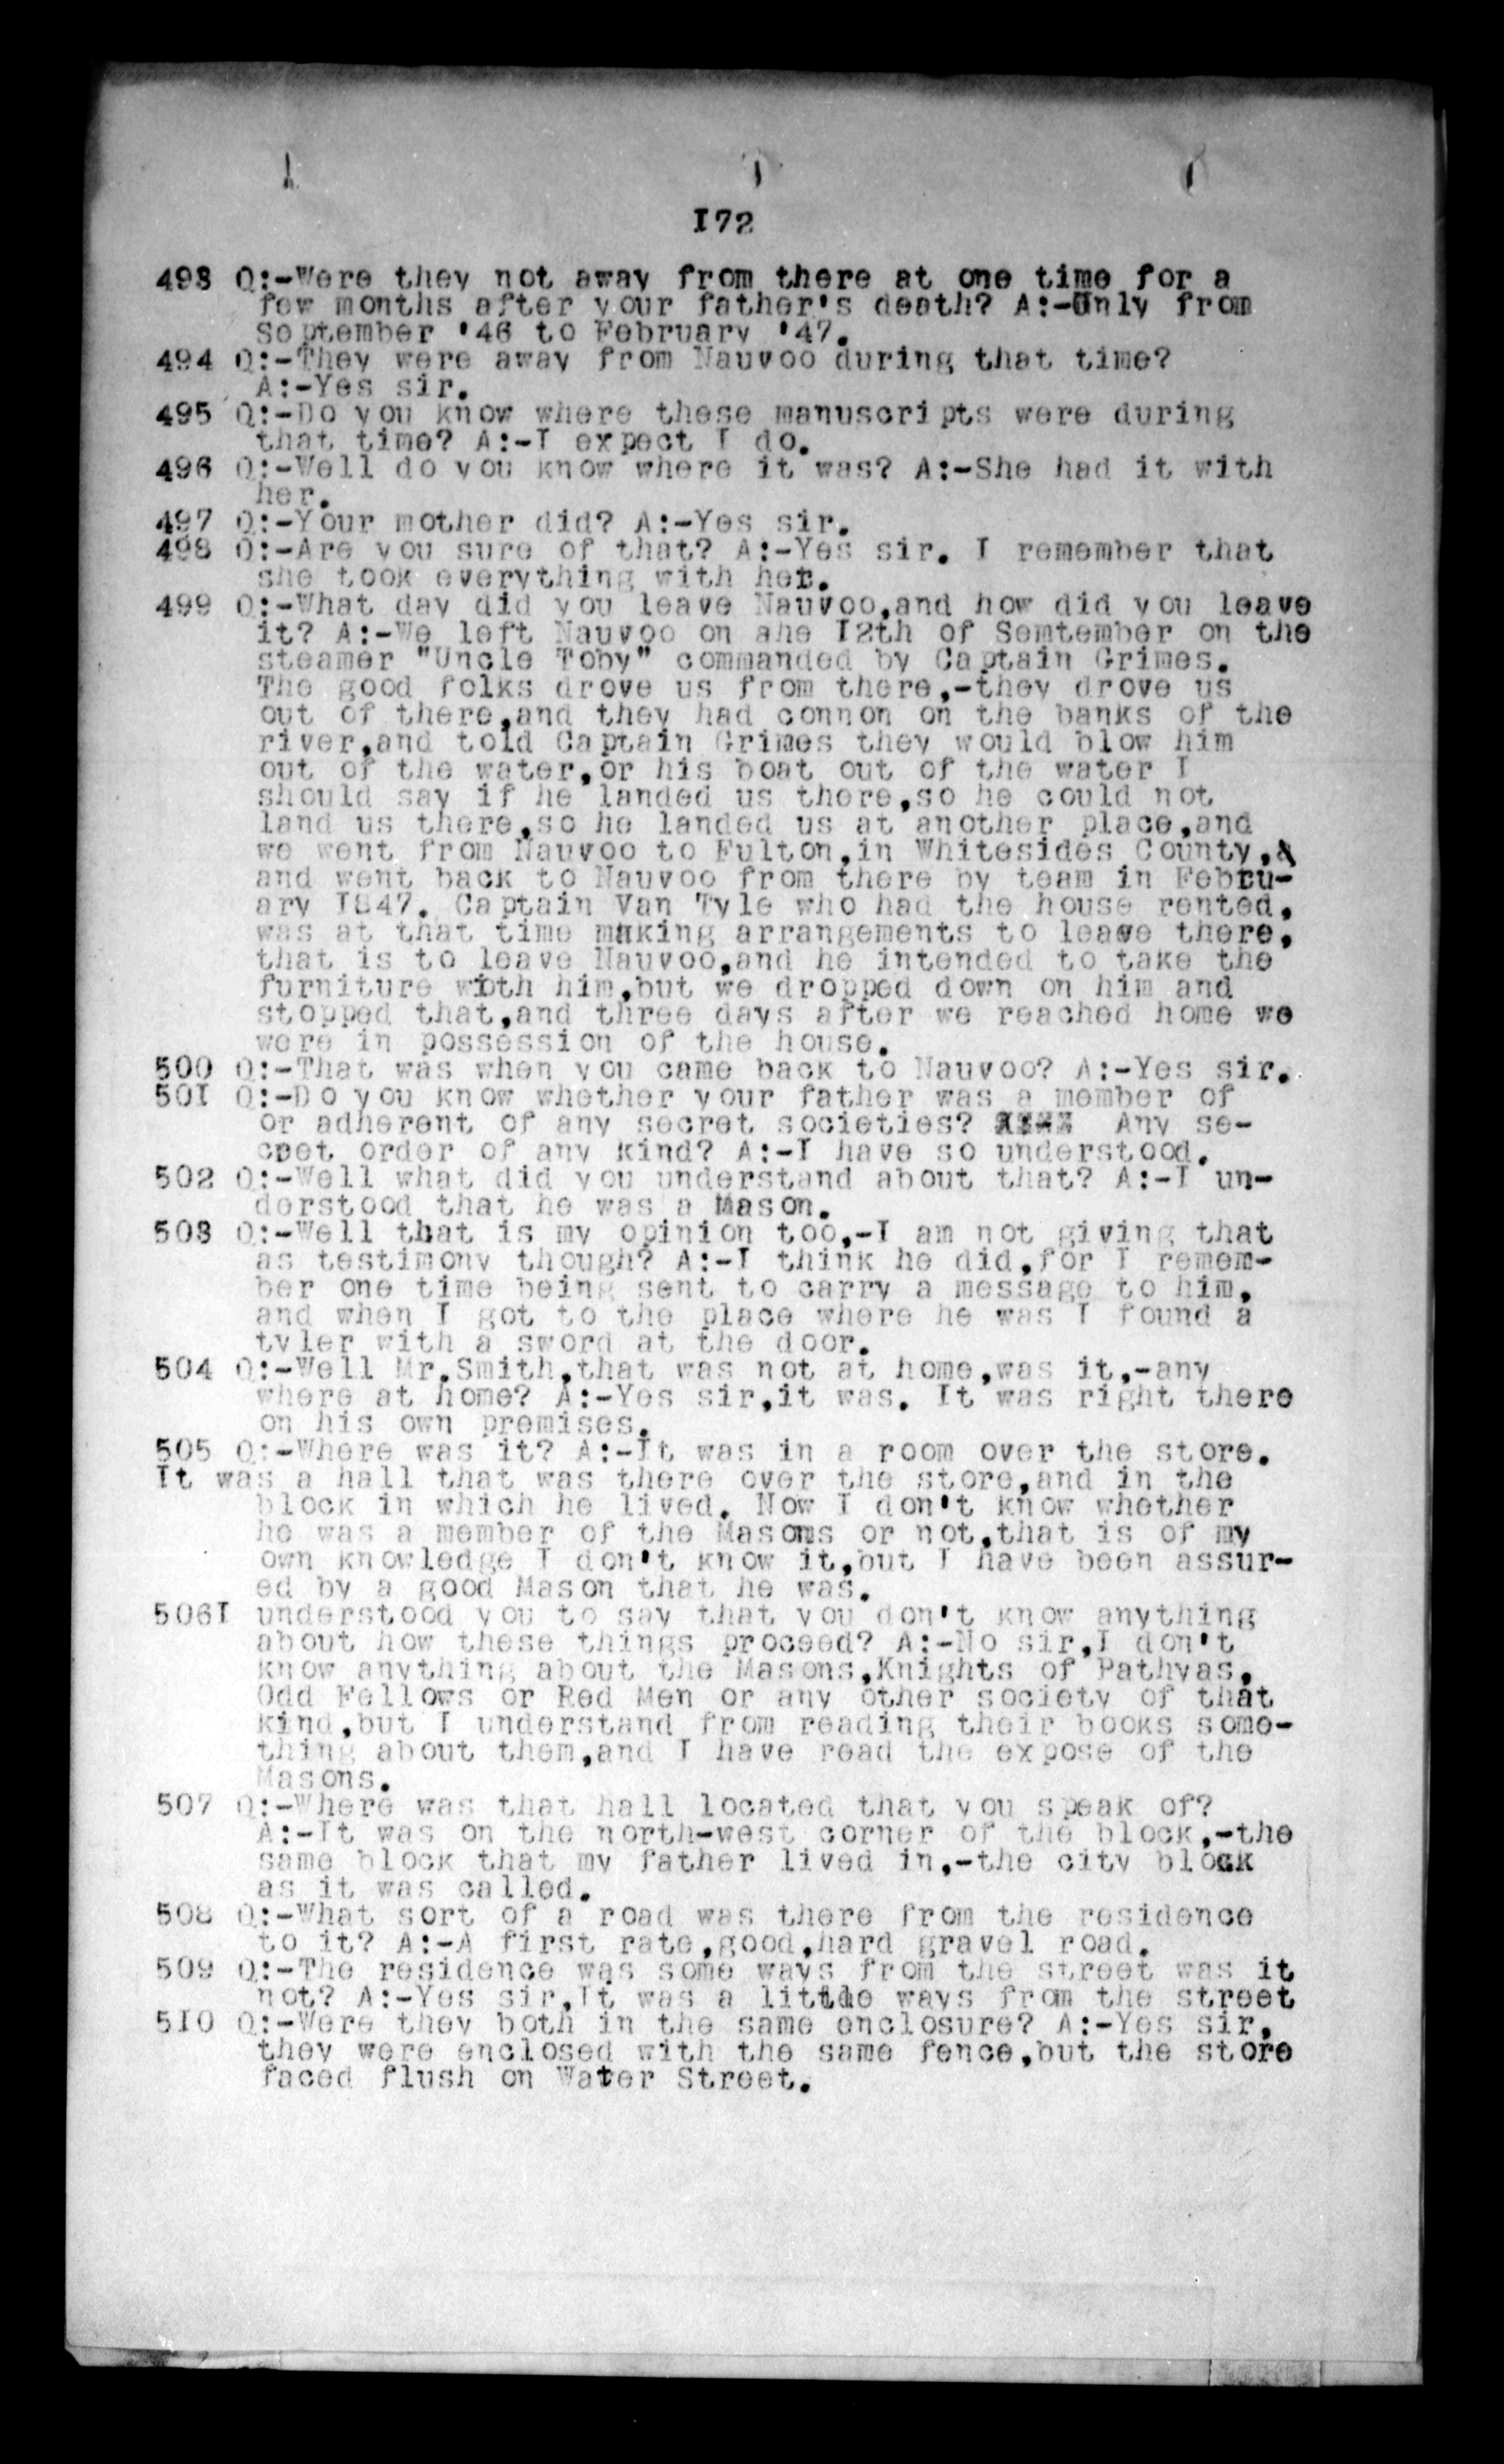 I72
493 Q:-Were they not away from there at one time for a
few months after your father's death? A:-Only from
September '46 to February '47.
494 Q:-They were away from Nauvoo during that time?
A:-Yes sir.
495 Q:-Do you know where these manuscripts were during
that time? A:-I expect I do.
496 Q:-Well do you know where it was? A:-She had it with
her.
497 Q:-Your mother did? A:-Yes sir.
498 Q:-Are you sure of that? A:-Yes sir. I remember that
she took everything with her.
499 Q:-What day did you leave Nauvoo,and how did you leave
it? A:-We left Nauvoo on ahe I2th of Semtember on the
steamer "Uncle Toby" commanded by Captain Grimes.
The good folks drove us from there,-they drove us
out of there,and they had connon on the banks of the
river,and told Captain Grimes they would blow him
out of the water,or his boat out of the water I
should say if he landed us there,so he could not
land us there,so he landed us at another place,and
we went from Nauvoo to Fulton,in Whitesides County,&
and went back to Nauvoo from there by team in Febru-
ary I847. Captain Van Tyle who had the house rented,
was at that time making arrangements to leave there,
that is to leave Nauvoo,and he intended to take the
furniture with him,but we dropped down on him and
stopped that,and three days after we reached home we
were in possession of the house.
500 Q:-That was when you came back to Nauvoo? A:-Yes sir.
50I Q:-Do you know whether your father was a member of
or adherent of any secret societies? Any se-
cret order of any kind? A:-I have so understood.
502 Q:-Well what did you understand about that? A:-I un-
derstood that he was a Mason.
503 Q:-Well that is my opinion too,-I am not giving that
as testimony though? A:-I think he did,for I remem-
ber one time being sent to carry a message to him,
and when I got to the place where he was I found a
tyler with a sword at the door.
504 Q:-Well Mr.Smith,that was not at home,was it,-any
where at home? A:-Yes sir,it was. It was right there
on his own premises.
505 Q:-Where was it? A:-It was in a room over the store.
It was a hall that was there over the store,and in the
block in which he lived. Now I don't know whether
he was a member of the Masons or not,that is of my
own knowledge I don't know it,but I have been assur-
ed by a good Mason that he was.
506I understood you to say that you don't know anything
about how these things proceed? A:-No sir,I don't
know anything about the Masons,Knights of Pathyas,
Odd Fellows or Red Men or any other society of that
kind,but I understand from reading their books some-
thing about them,and I have read the expose of the
Masons.
507 Q:-Where was that hall located that you speak of?
A:-It was on the north-west corner of the block,-the
same block that my father lived in,-the city block
as it was called.
508 Q:-What sort of a road was there from the residence
to it? A:-A first rate,good,hard gravel road.
509 Q:-The residence was some ways from the street was it
not? A:-Yes sir,It was a little ways from the street
5I0 Q:-Were they both in the same enclosure? A:-Yes sir,
they were enclosed with the same fence,but the store
faced flush on Water Street.